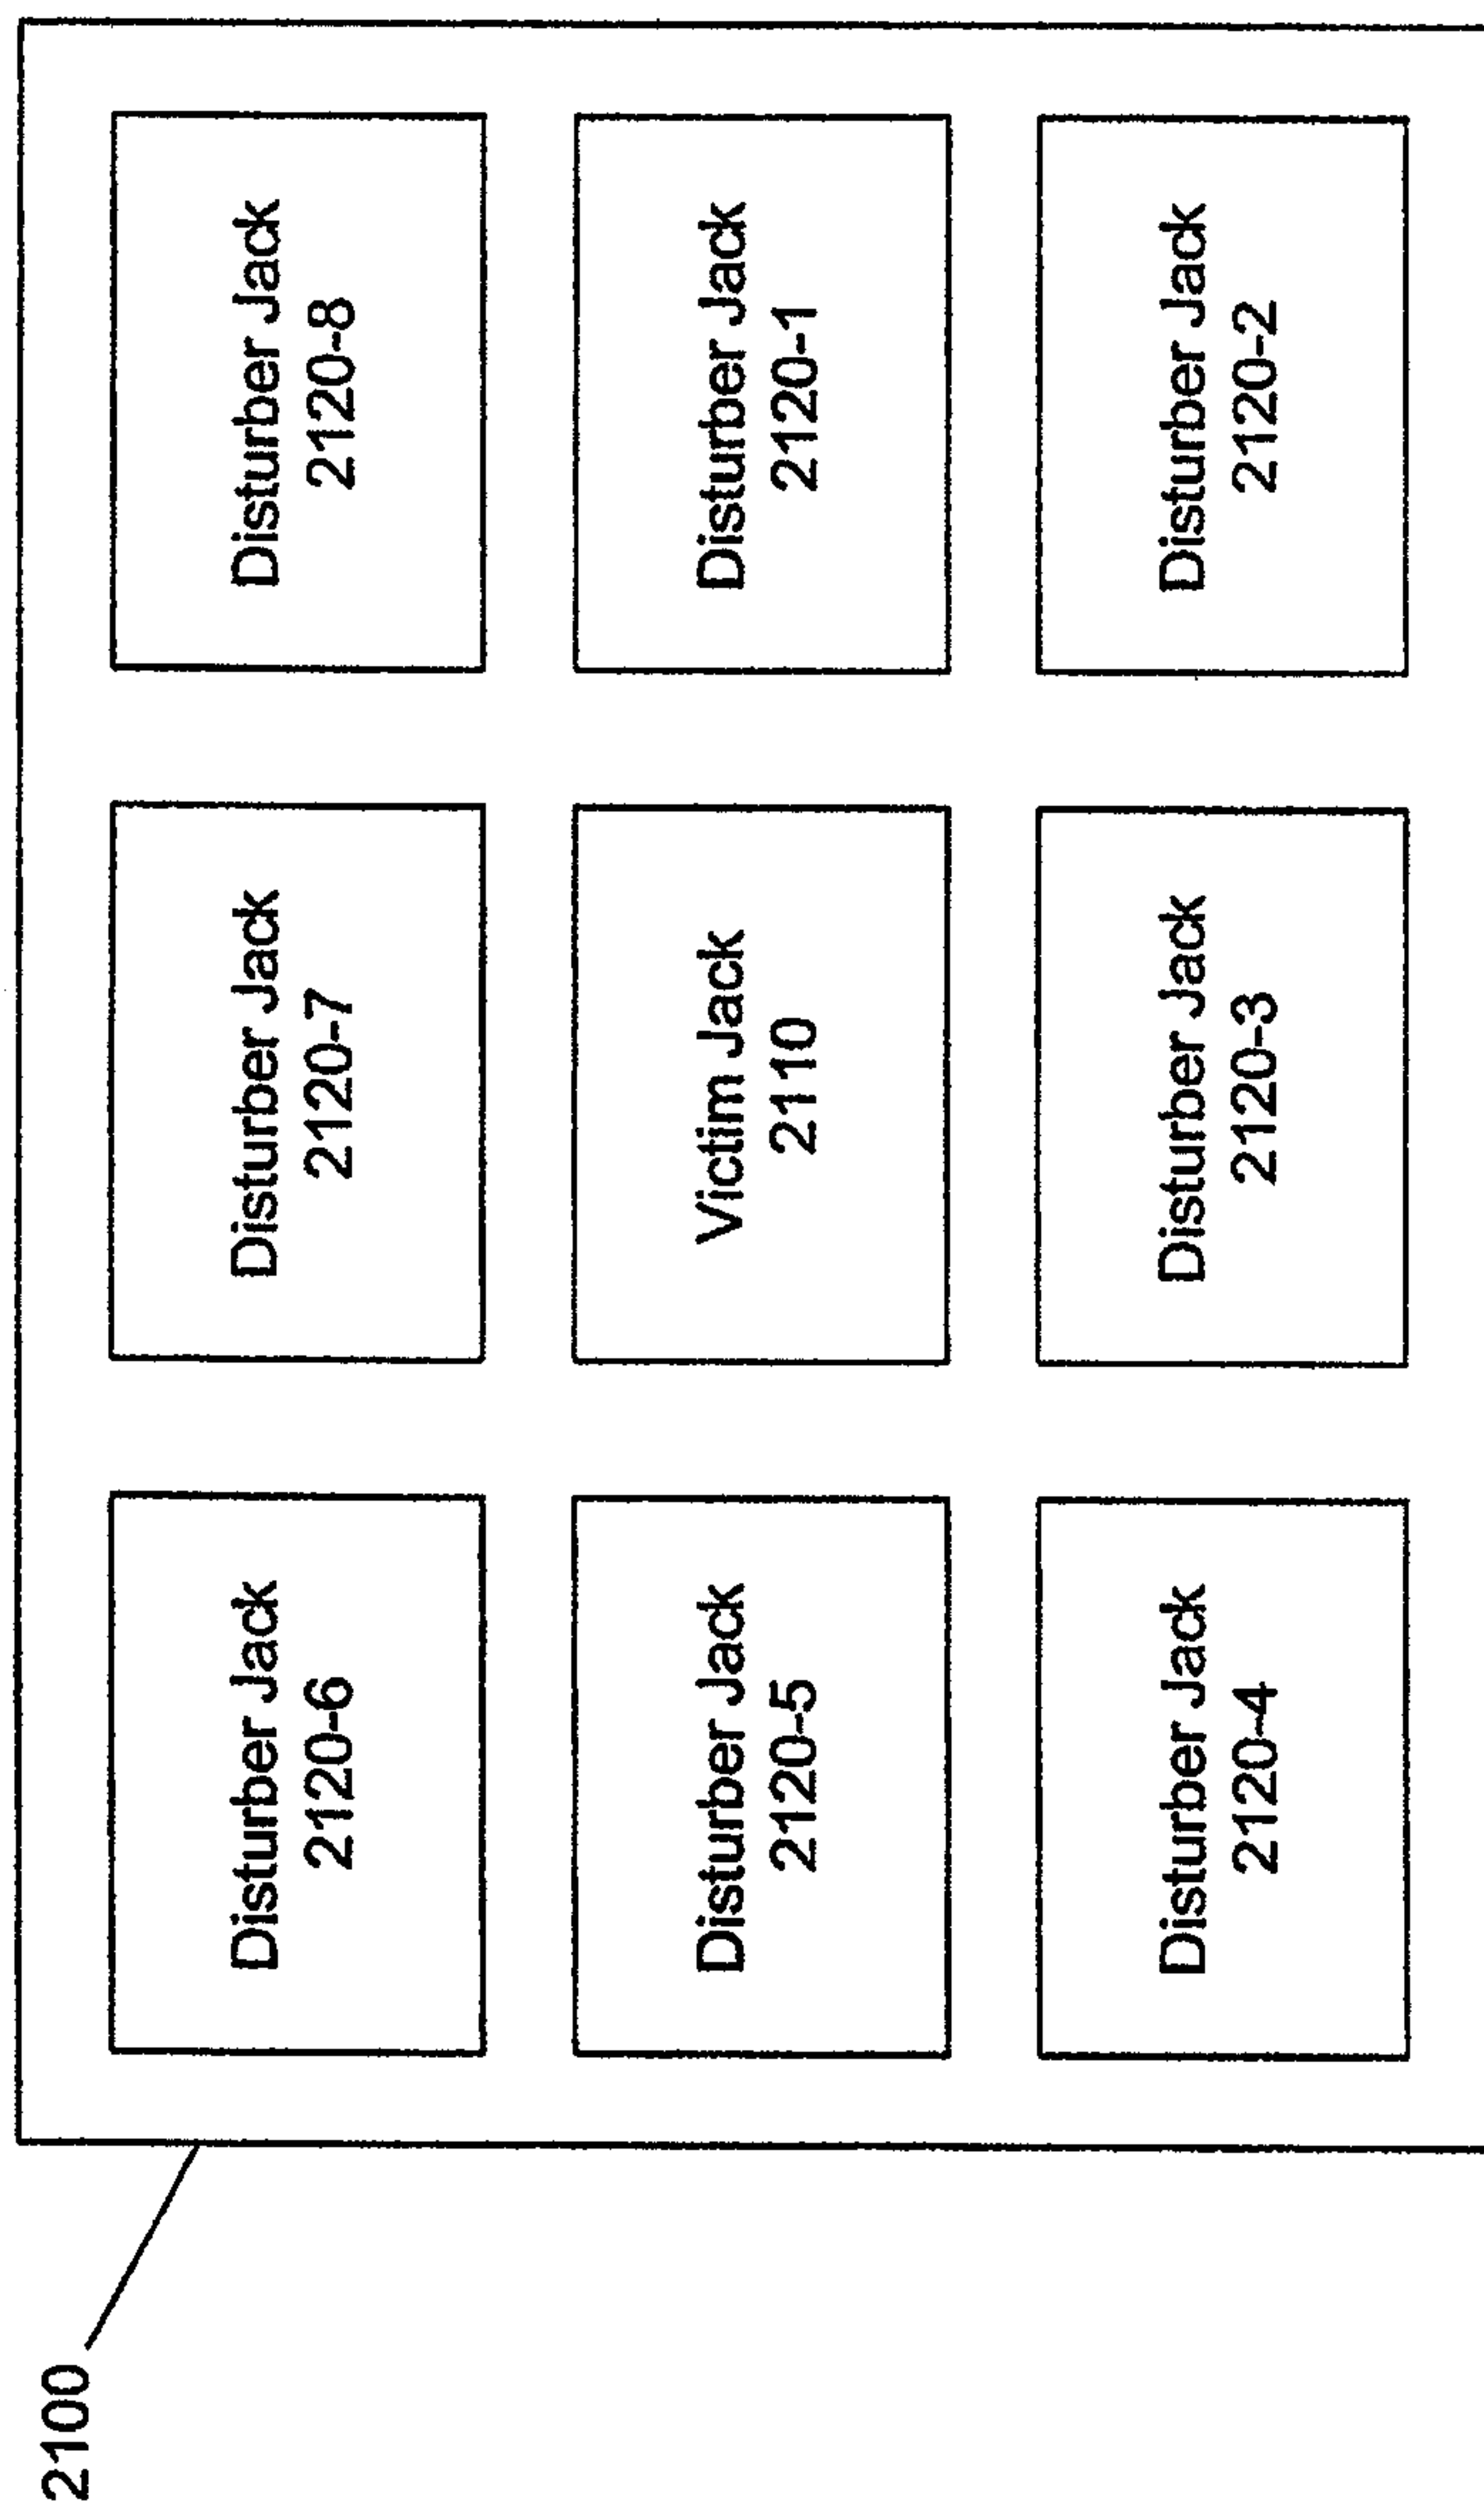 2100
Disturber Jack
2120-6
Disturber Jack
2120-7
Disturber Jack
2120-8
Disturber Jack
2120-5
Victim Jack
2110
Disturber Jack
2120-1
Disturber Jack
2120-4
Disturber Jack
2120-3
Disturber Jack
2120-2